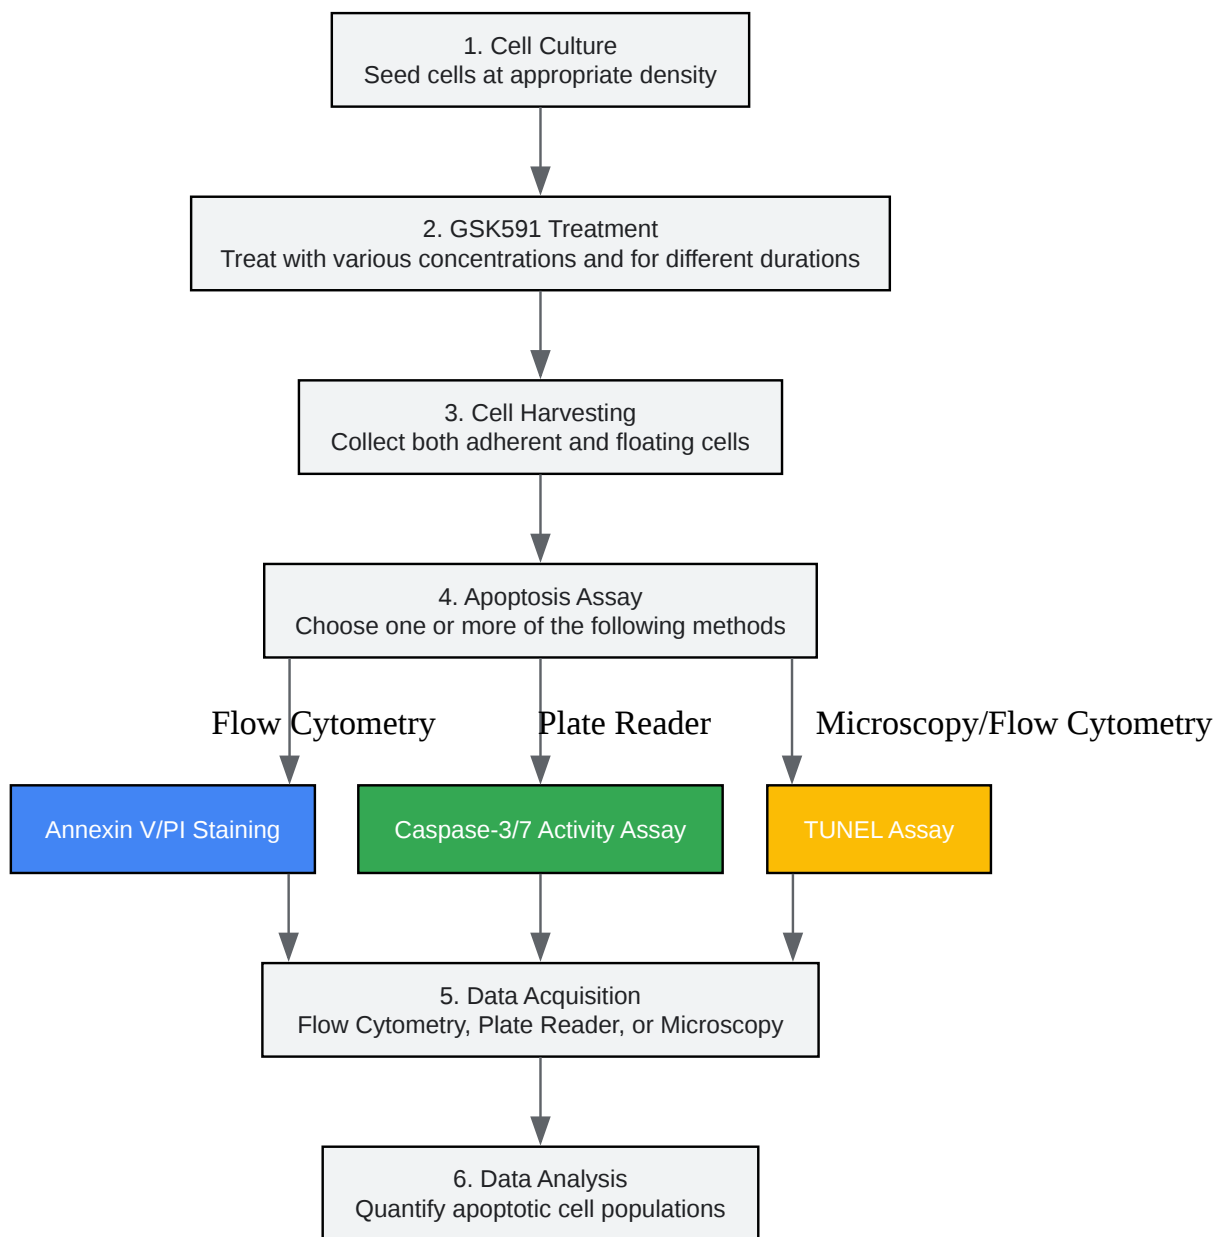 1. Cell Culture
Seed cells at appropriate density
2. GSK591 Treatment
Treat with various concentrations and for different durations
3. Cell Harvesting
Collect both adherent and floating cells
4. Apoptosis Assay
Choose one or more of the following methods
Flow Cytometry
Plate Reader
Microscopy/Flow Cytometry
Annexin V/PI Staining
Caspase-3/7 Activity Assay
TUNEL Assay
5. Data Acquisition
Flow Cytometry, Plate Reader, or Microscopy
6. Data Analysis
Quantify apoptotic cell populations